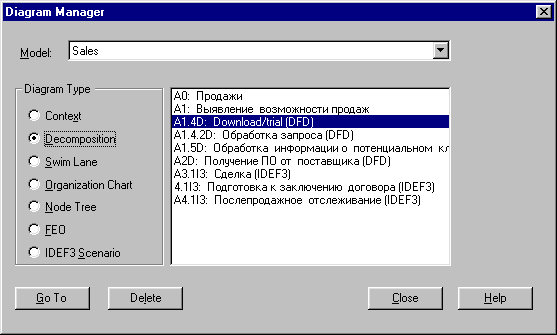 Diagram Manager
Model: Sales
Diagram Type
Context
Decomposition
Swim Lane
Organization Chart
Node Tree
FEO
IDEF3 Scenario
A0: Продажи
A1: Выявление возможности продаж
A1.4D: Download/trial (DFD)
A1.4.2D: Обработка запроса (DFD)
A1.5D: Обработка информации о потенциальном кл
A2D: Получение ПО от поставщика (DFD)
A3.1I3: Сделка (IDEF3)
4.1I3: Подготовка к заключению договора (IDEF3)
A4.1I3: Послепродажное отслеживание (IDEF3)
Go To Delete Close Help